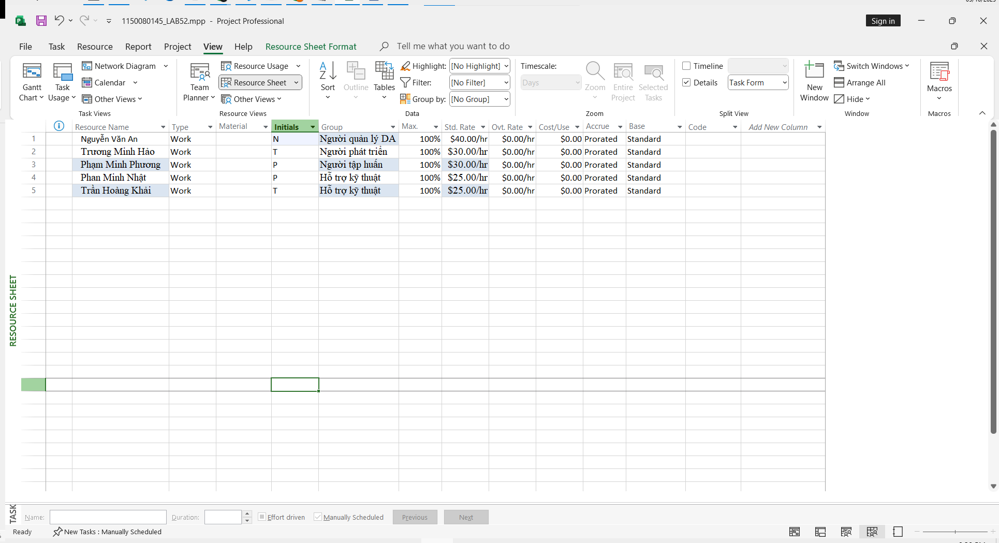 1150080145_LAB52.mpp - Project Professional
Sign in
File Task Resource Report Project View Help Resource Sheet Format Tell me what you want to do
Gantt Chart
Task Usage
Network Diagram
Calendar
Other Views
Task Views
Team Planner
Resource Usage
Resource Sheet
Other Views
Resource Views
Sort
Outline
Tables
Highlight: [No Highlight]
Filter: [No Filter]
Group by: [No Group]
Data
Timescale:
Days
Zoom
Entire Project
Selected Tasks
Zoom
Timeline
Details Task Form
Split View
New Window
Switch Windows
Arrange All
Hide
Window
Macros
Macros
Resource Name Type Material Initials Group Max. Std. Rate Ovt. Rate Cost/Use Accrue Base Code Add New Column
1 Nguyễn Văn An Work N Người quản lý DA 100% $40.00/hr $0.00/hr $0.00 Prorated Standard
2 Trương Minh Hảo Work T Người phát triển 100% $30.00/hr $0.00/hr $0.00 Prorated Standard
3 Phạm Minh Phương Work P Người tập huấn 100% $30.00/hr $0.00/hr $0.00 Prorated Standard
4 Phan Minh Nhật Work P Hỗ trợ kỹ thuật 100% $25.00/hr $0.00/hr $0.00 Prorated Standard
5 Trần Hoàng Khải Work T Hỗ trợ kỹ thuật 100% $25.00/hr $0.00/hr $0.00 Prorated Standard
RESOURCE SHEET
TASK
Name: Duration: Effort driven Manually Scheduled Previous Next
Ready New Tasks : Manually Scheduled